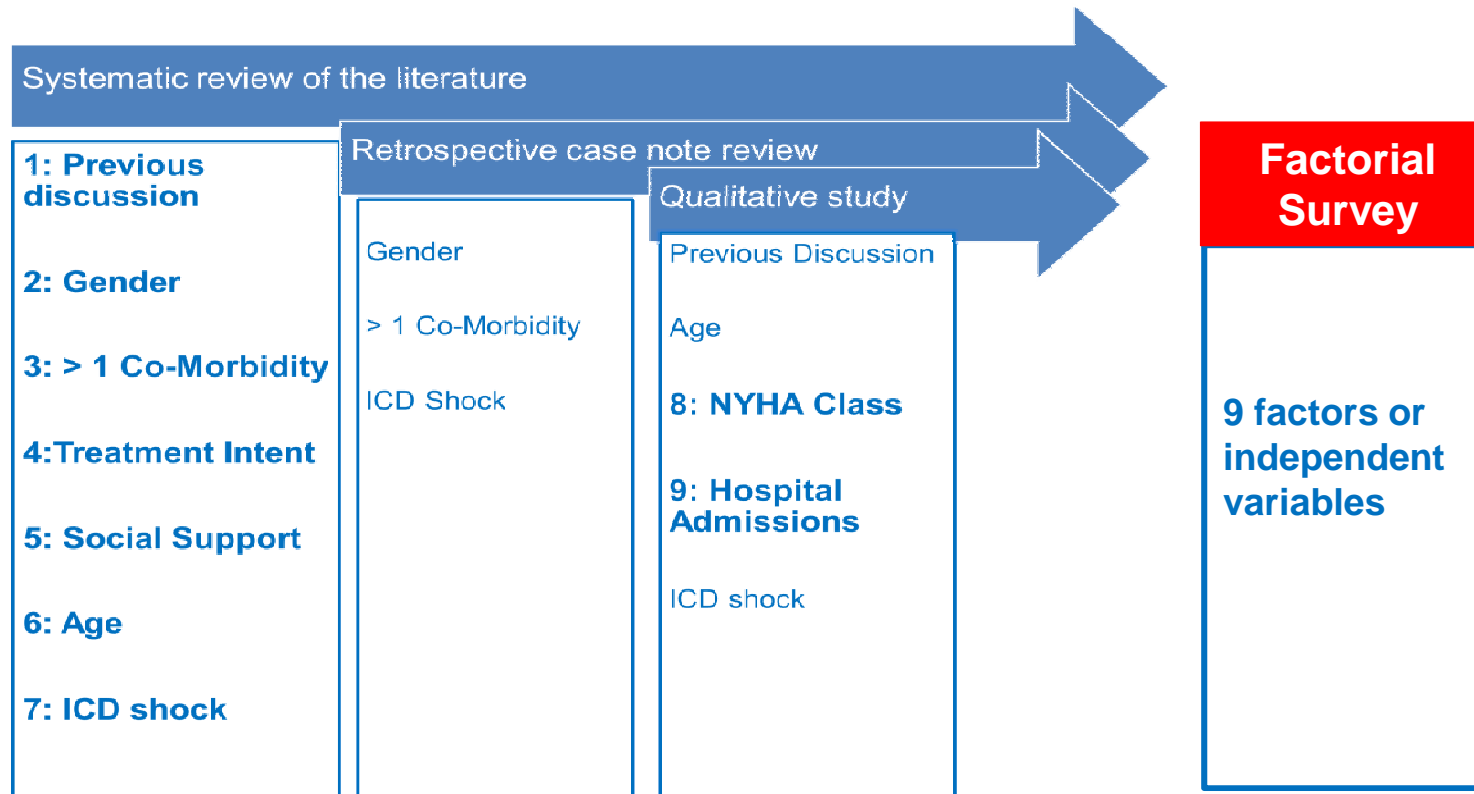 Systematic review of the literature
1: Previous
discussion
2: Gender
3: > 1 Co-Morbidity
4:Treatment Intent
5: Social Support
6: Age
7: ICD shock
Retrospective case note review
Gender
> 1 Co-Morbidity
ICD Shock
Qualitative study
Previous Discussion
Age
8: NYHA Class
9: Hospital
Admissions
ICD shock
Factorial
Survey
9 factors or
independent
variables